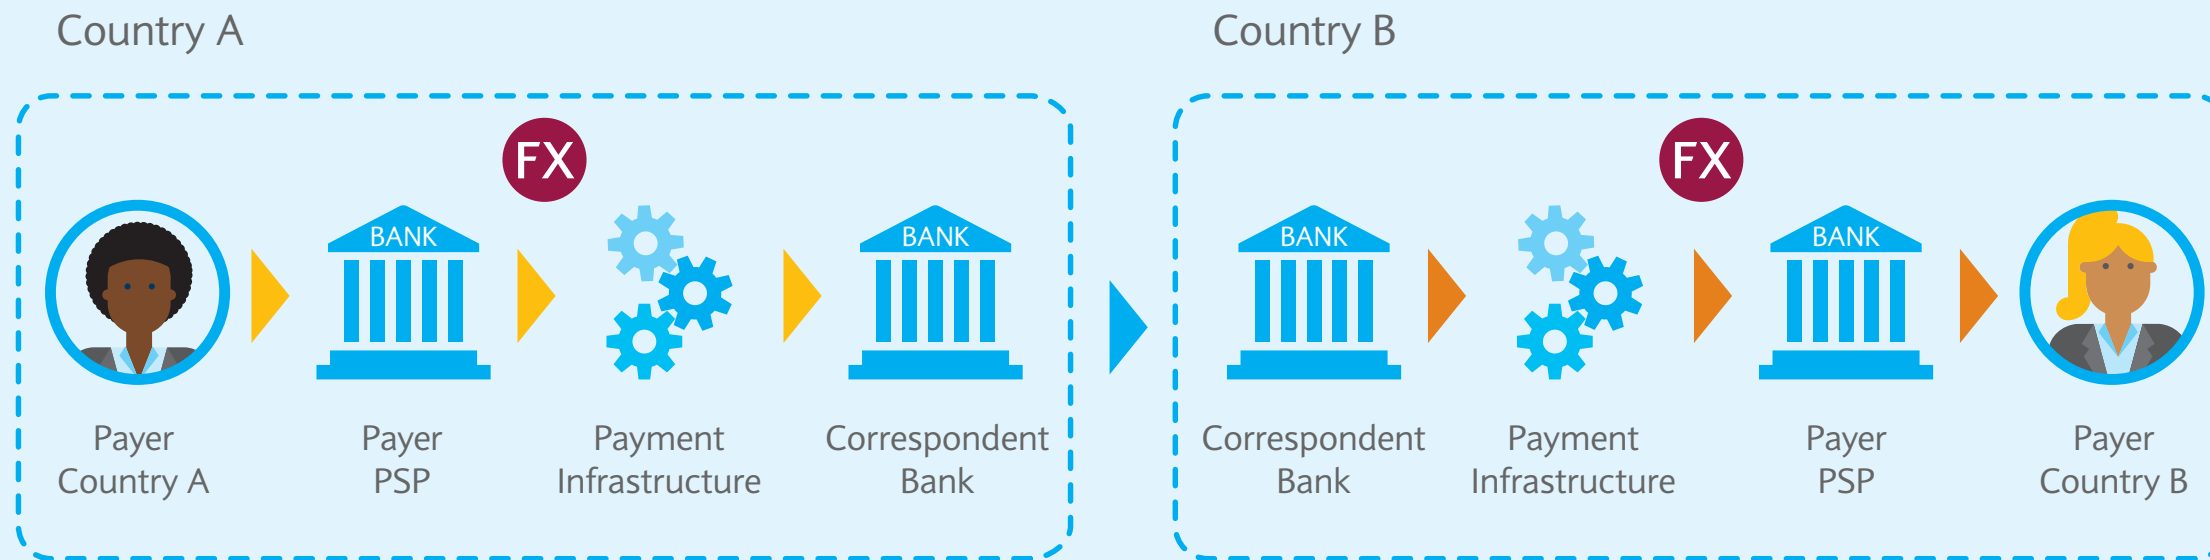 Country A
Country B
FX
FX
BANK
BANK
BANK
BANK
Payer
Country A
Payer
PSP
Payment
Infrastructure
Correspondent
Bank
Correspondent
Bank
Payment
Infrastructure
Payer
PSP
Payer
Country B